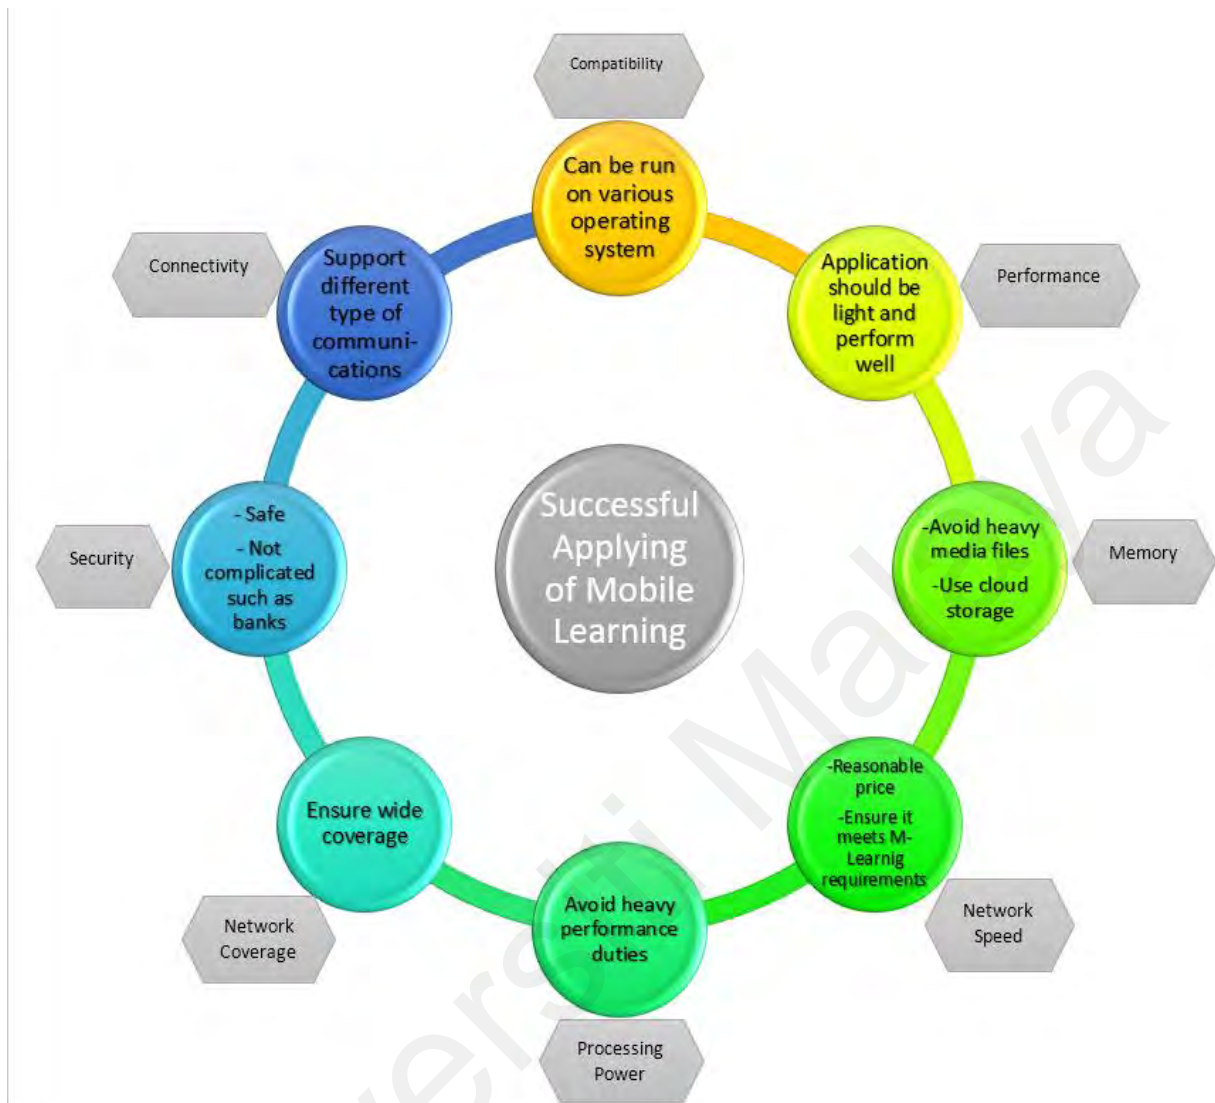 Compatibility
Can be run
on various
operating
system
Application
should be
light and
perform
well
Performance
-Avoid heavy
media files
-Use cloud
storage
Memory
-Reasonable
price
-Ensure it
meets M-
Learnig
requirements
Network
Speed
Avoid heavy
performance
duties
Processing
Power
Ensure wide
coverage
Network
Coverage
- Safe
- Not
complicated
such as
banks
Security
Support
different
type of
communi-
cations
Connectivity
Successful
Applying
of Mobile
Learning
versiti Malaya